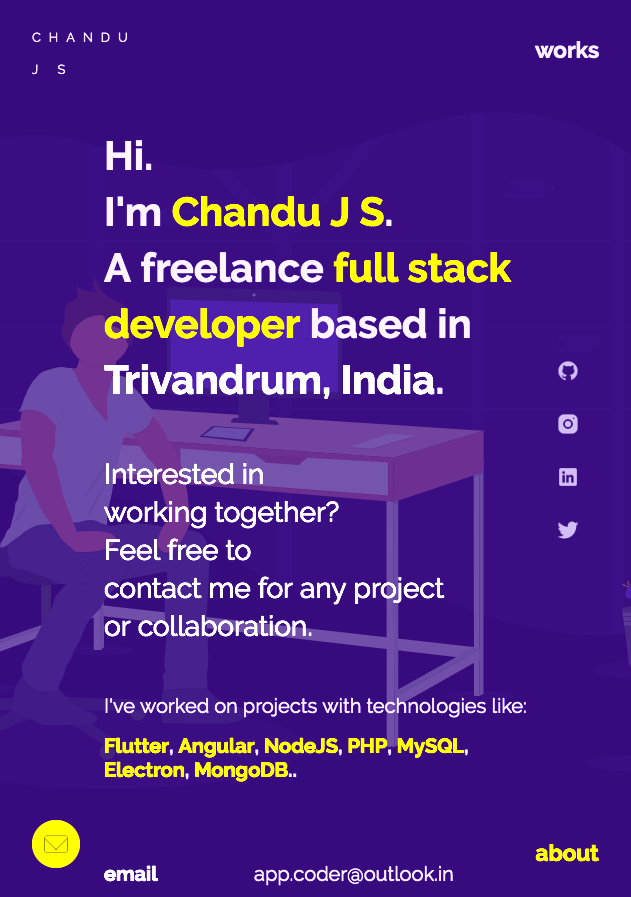 CHANDU
J S
works
Hi.
I'm Chandu J S.
A freelance full stack
developer based in
Trivandrum, India.
Interested in
working together?
Feel free to
contact me for any project
or collaboration.
I've worked on projects with technologies like:
Flutter, Angular, NodeJS, PHP, MySQL,
Electron, MongoDB..
about
email app.coder@outlook.in